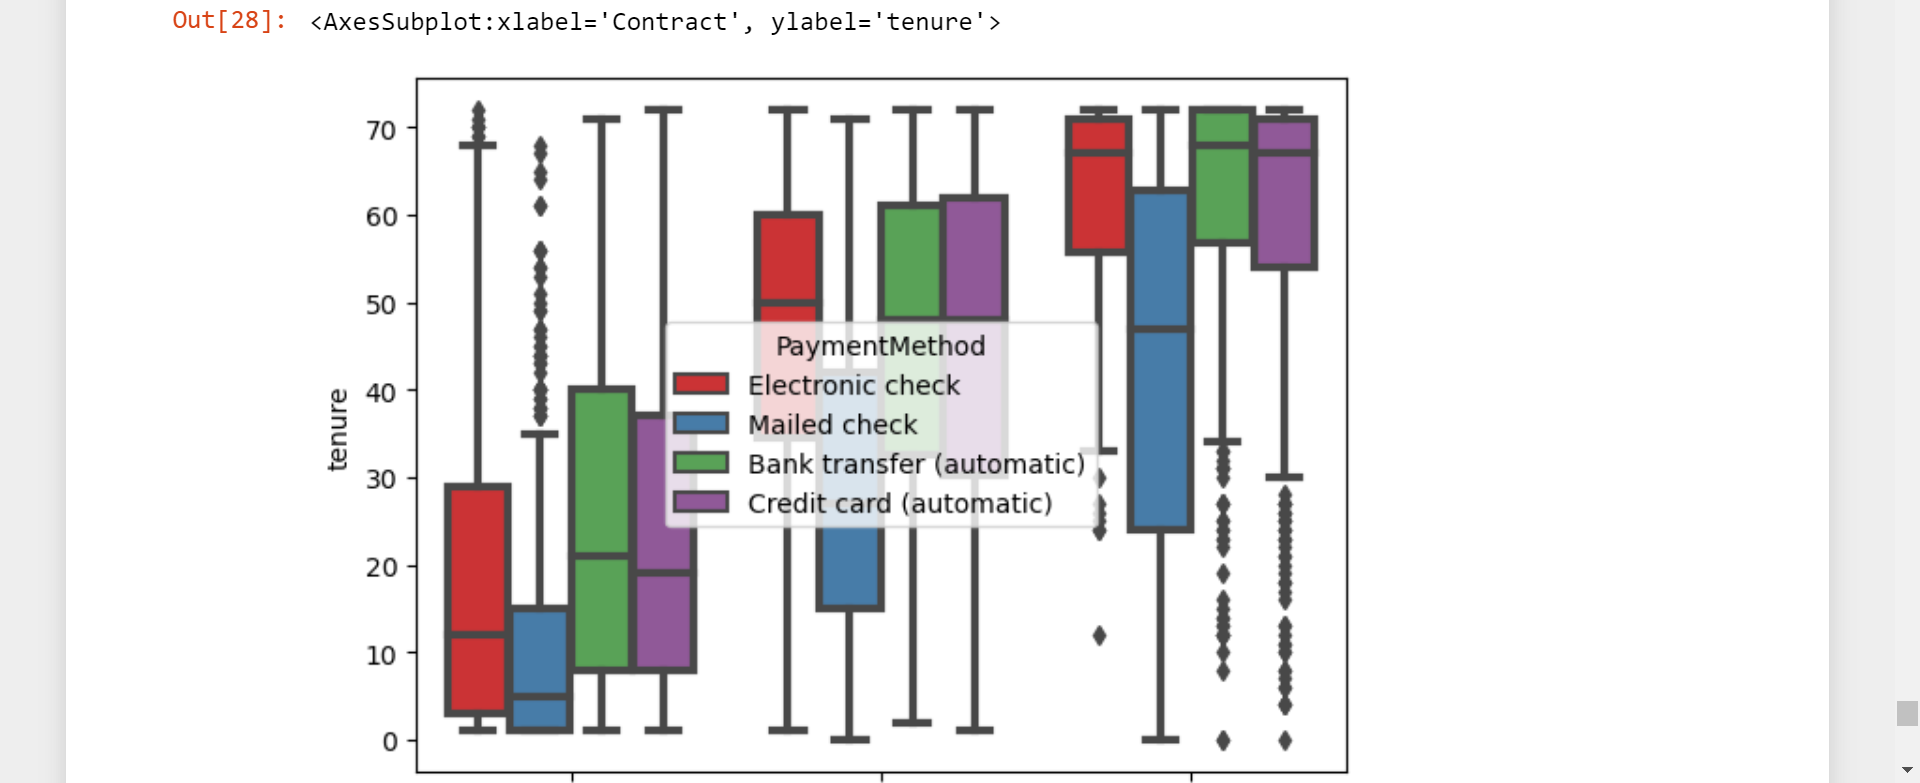 Out[28]: <AxesSubplot:xlabel='Contract', ylabel='tenure'>
70
60
50
40
30
20
10
0
tenure
PaymentMethod
Electronic check
Mailed check
Bank transfer (automatic)
Credit card (automatic)